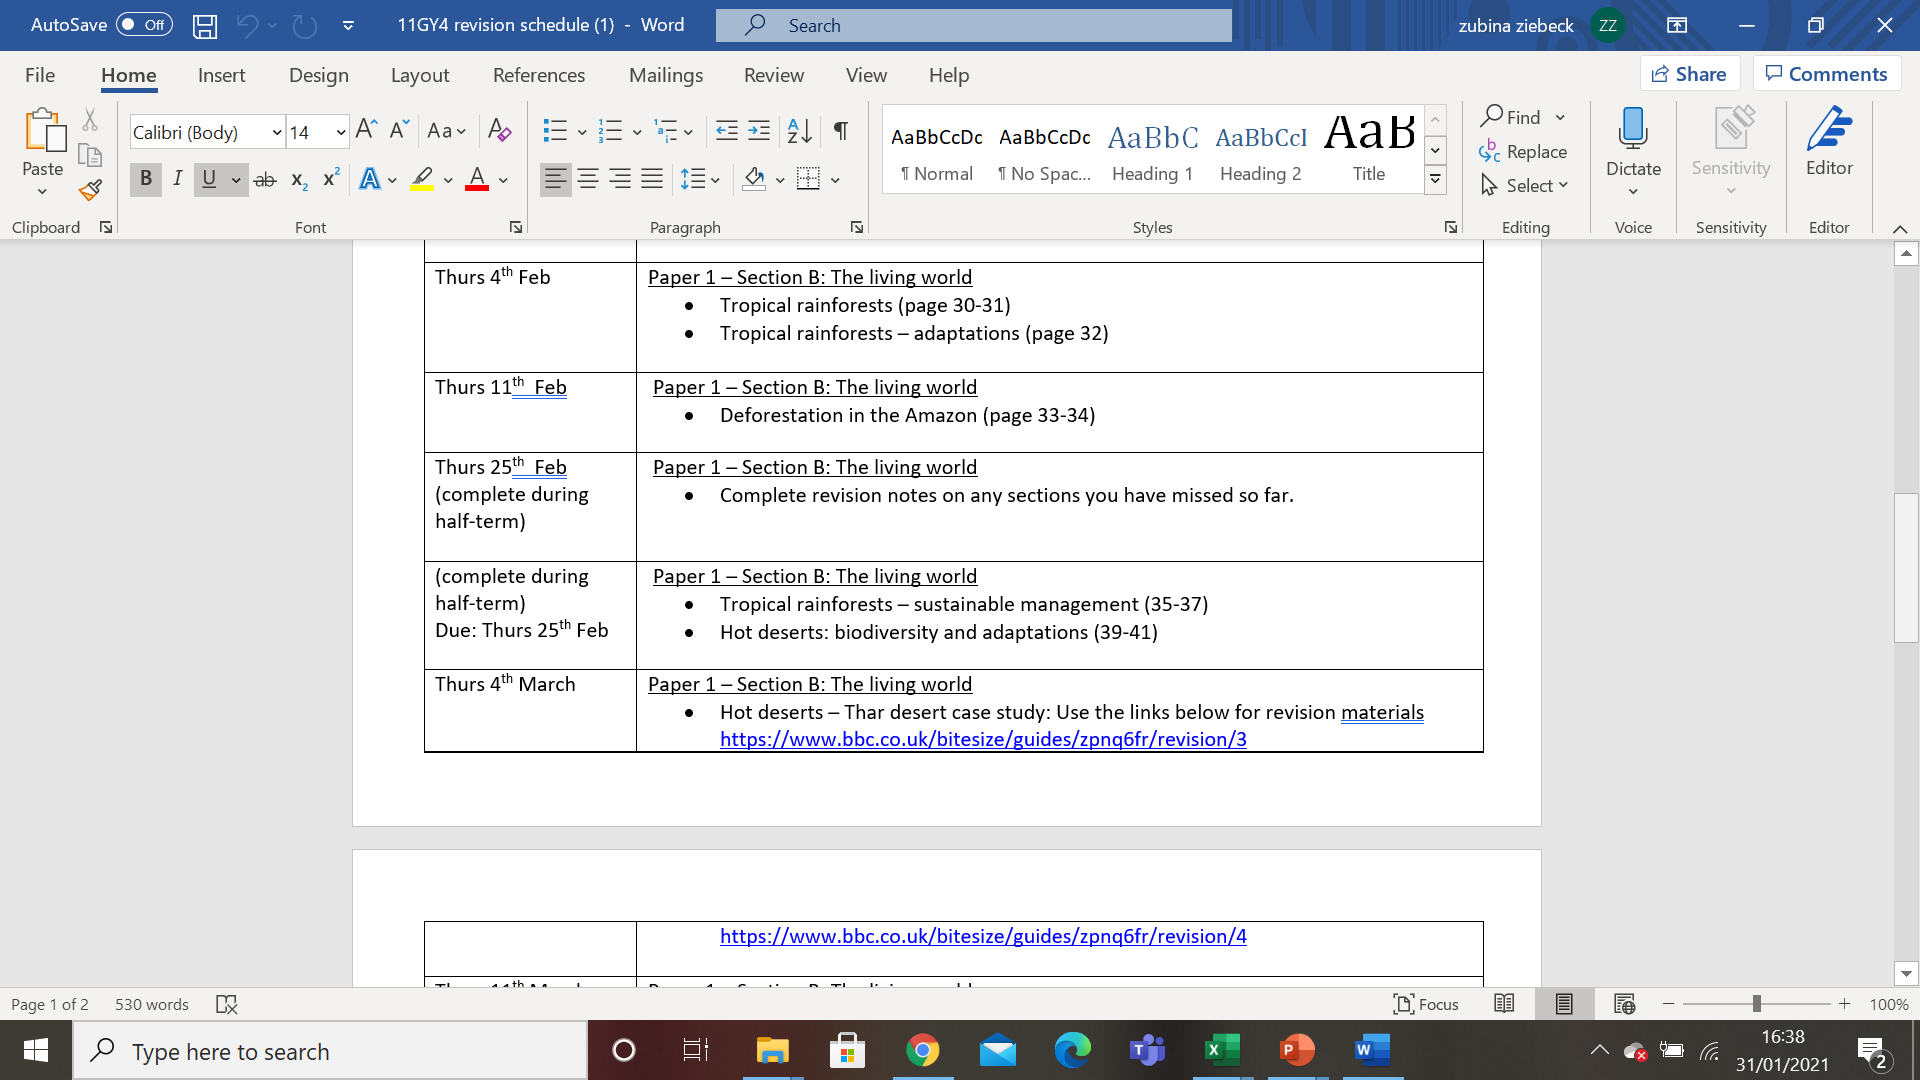 AutoSave Off 11GY4 revision schedule (1) - Word Search zubina ziebeck ZZ
File Home Insert Design Layout References Mailings Review View Help Share Comments
Paste Calibri (Body) 14 Aa
B I U ab x2 x2 A A
AaBbCcDc AaBbCcDc AaBbC AaBbCcI AaB
¶ Normal ¶ No Spac... Heading 1 Heading 2 Title
Find
Replace
Select
Dictate Sensitivity Editor
Clipboard Font Paragraph Styles Editing Voice Sensitivity Editor
Thurs 4th Feb
Paper 1 – Section B: The living world
• Tropical rainforests (page 30-31)
• Tropical rainforests – adaptations (page 32)
Thurs 11th Feb
Paper 1 – Section B: The living world
• Deforestation in the Amazon (page 33-34)
Thurs 25th Feb
(complete during
half-term)
Paper 1 – Section B: The living world
• Complete revision notes on any sections you have missed so far.
(complete during
half-term)
Due: Thurs 25th Feb
Paper 1 – Section B: The living world
• Tropical rainforests – sustainable management (35-37)
• Hot deserts: biodiversity and adaptations (39-41)
Thurs 4th March
Paper 1 – Section B: The living world
• Hot deserts – Thar desert case study: Use the links below for revision materials
https://www.bbc.co.uk/bitesize/guides/zpnq6fr/revision/3
https://www.bbc.co.uk/bitesize/guides/zpnq6fr/revision/4
Page 1 of 2 530 words Focus 100%
Type here to search
16:38
31/01/2021
2